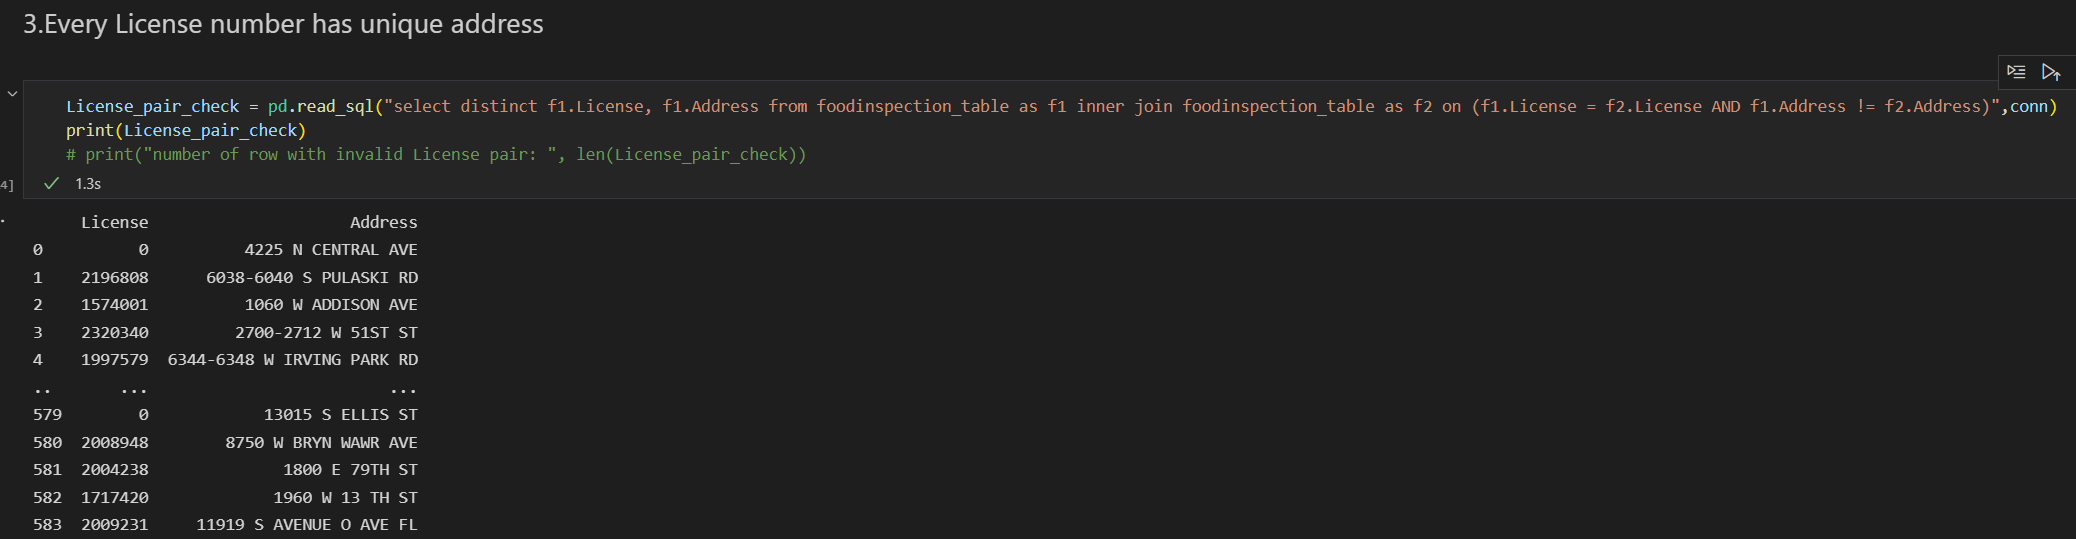 3.Every License number has unique address
License_pair_check = pd.read_sql("select distinct f1.License, f1.Address from foodinspection_table as f1 inner join foodinspection_table as f2 on (f1.License = f2.License AND f1.Address != f2.Address)",conn)
print(License_pair_check)
# print("number of row with invalid License pair: ", len(License_pair_check))
4] ✓ 1.3s
License Address
0 0 4225 N CENTRAL AVE
1 2196808 6038-6040 S PULASKI RD
2 1574001 1060 W ADDISON AVE
3 2320340 2700-2712 W 51ST ST
4 1997579 6344-6348 W IRVING PARK RD
.. ... ...
579 0 13015 S ELLIS ST
580 2008948 8750 W BRYN WAWR AVE
581 2004238 1800 E 79TH ST
582 1717420 1960 W 13 TH ST
583 2009231 11919 S AVENUE O AVE FL